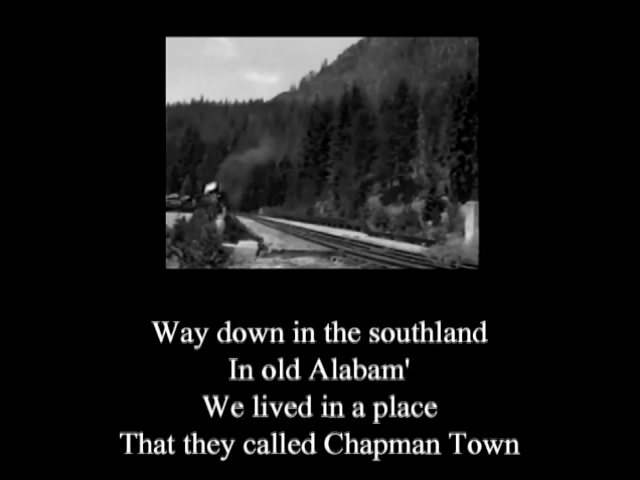 Way down in the southland
In old Alabam'
We lived in a place
That they called Chapman Town